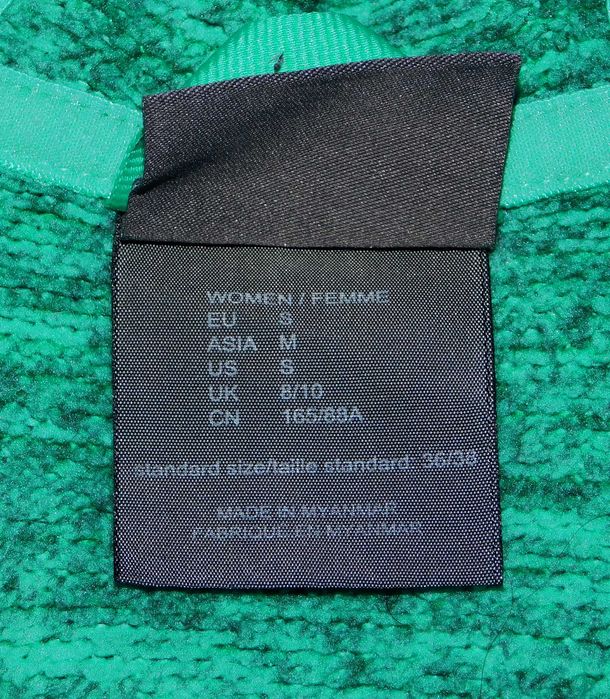 WOMEN / FEMME
EU S
ASIA M
US S
UK 8/10
CN 165/88A
standard size/taille standard: 36/38
MADE IN MYANMAR
FABRIQUE EN MYANMAR